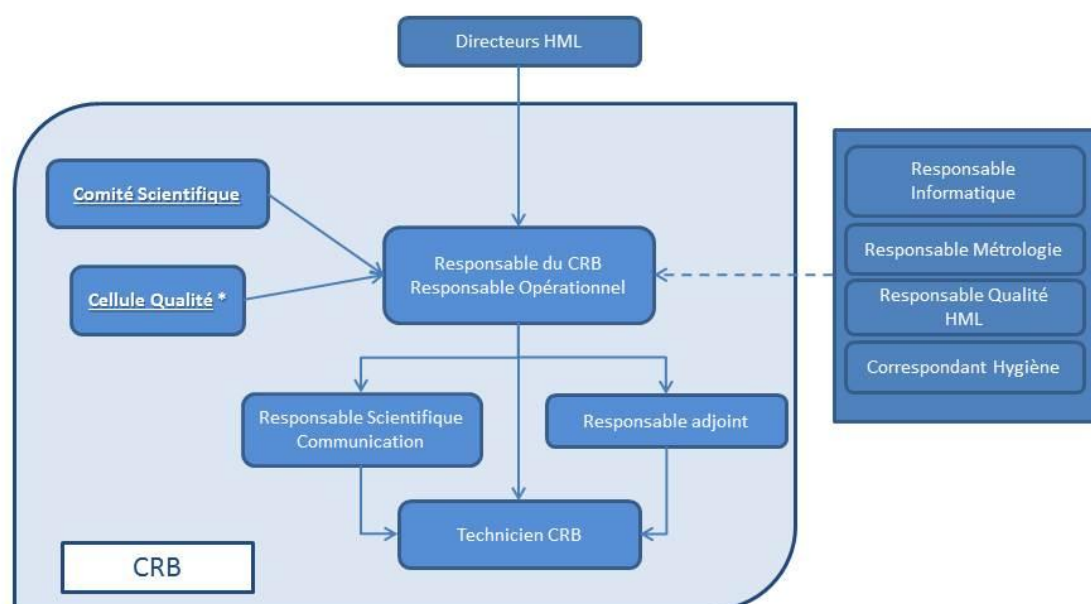 Directeurs HML
Comité Scientifique
Cellule Qualité *
Responsable du CRB
Responsable Opérationnel
Responsable Scientifique
Communication
Responsable adjoint
Technicien CRB
CRB
Responsable
Informatique
Responsable Métrologie
Responsable Qualité
HML
Correspondant Hygiène